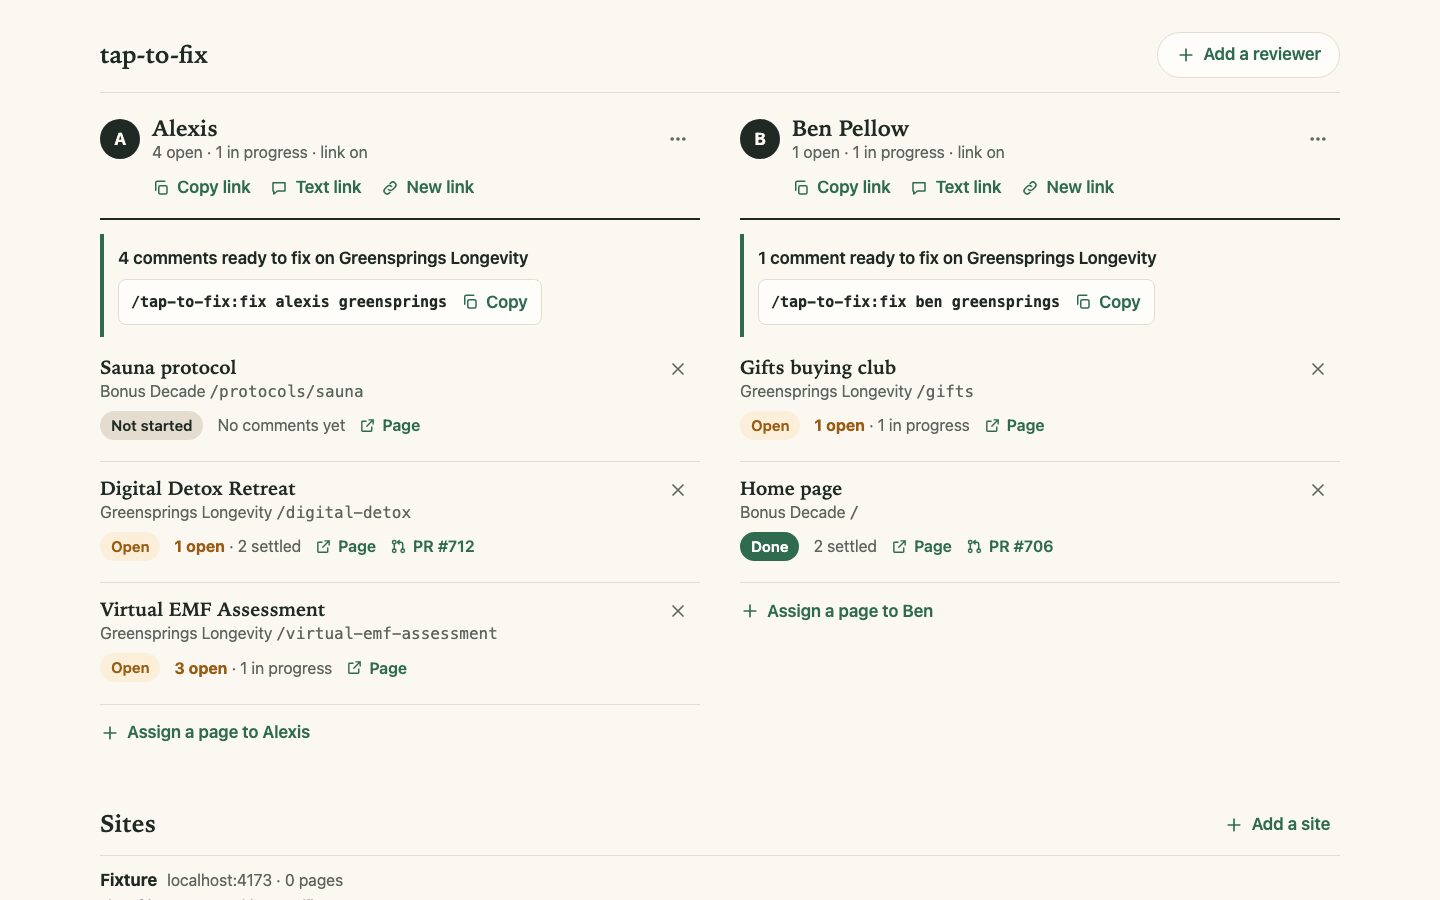 tap-to-fix
+ Add a reviewer
A
Alexis
4 open · 1 in progress · link on
Copy link Text link New link
4 comments ready to fix on Greensprings Longevity
/tap-to-fix:fix alexis greensprings Copy
Sauna protocol
Bonus Decade /protocols/sauna
Not started No comments yet Page
Digital Detox Retreat
Greensprings Longevity /digital-detox
Open 1 open · 2 settled Page PR #712
Virtual EMF Assessment
Greensprings Longevity /virtual-emf-assessment
Open 3 open · 1 in progress Page
+ Assign a page to Alexis
B
Ben Pellow
1 open · 1 in progress · link on
Copy link Text link New link
1 comment ready to fix on Greensprings Longevity
/tap-to-fix:fix ben greensprings Copy
Gifts buying club
Greensprings Longevity /gifts
Open 1 open · 1 in progress Page
Home page
Bonus Decade /
Done 2 settled Page PR #706
+ Assign a page to Ben
Sites
+ Add a site
Fixture localhost:4173 · 0 pages